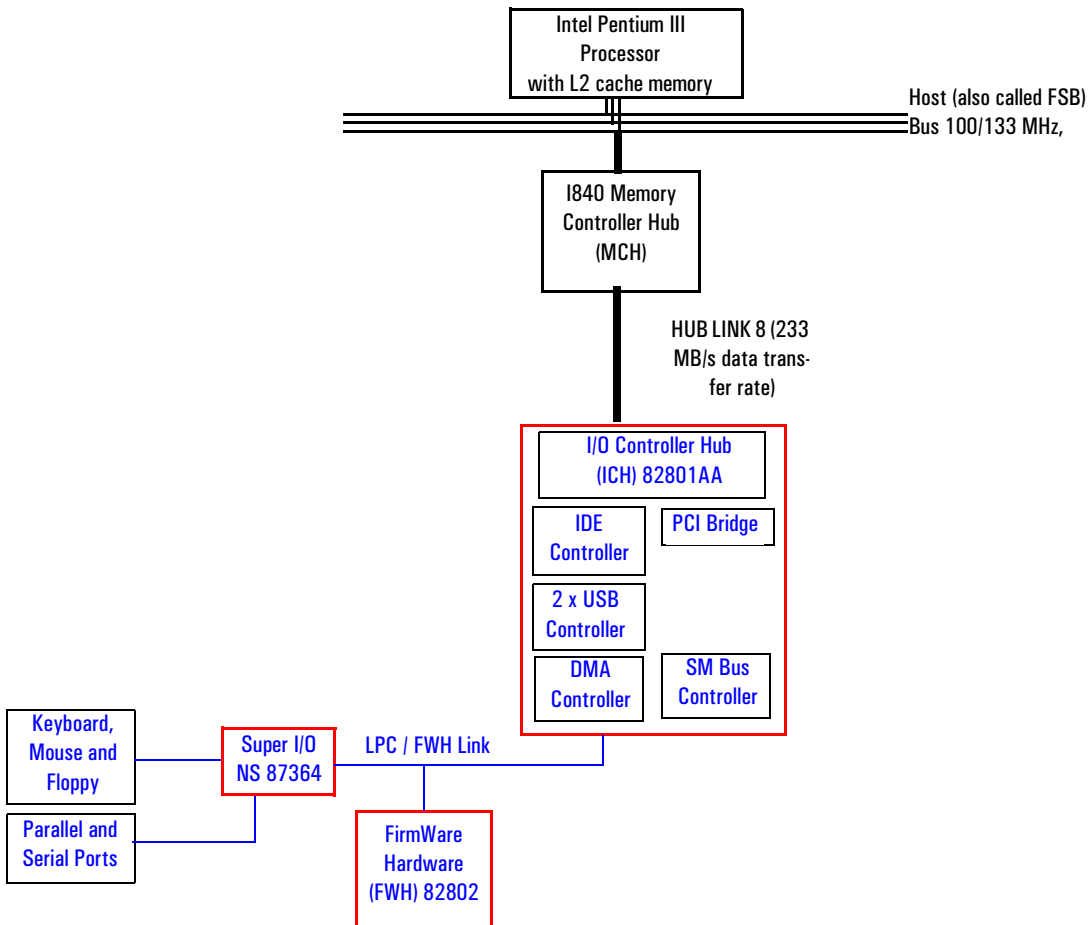 Intel Pentium III
Processor
with L2 cache memory
Host (also called FSB)
Bus 100/133 MHz,
I840 Memory
Controller Hub
(MCH)
HUB LINK 8 (233
MB/s data trans-
fer rate)
I/O Controller Hub
(ICH) 82801AA
IDE
Controller
PCI Bridge
2 x USB
Controller
DMA
Controller
SM Bus
Controller
Keyboard,
Mouse and
Floppy
Super I/O
NS 87364
LPC / FWH Link
Parallel and
Serial Ports
FirmWare
Hardware
(FWH) 82802